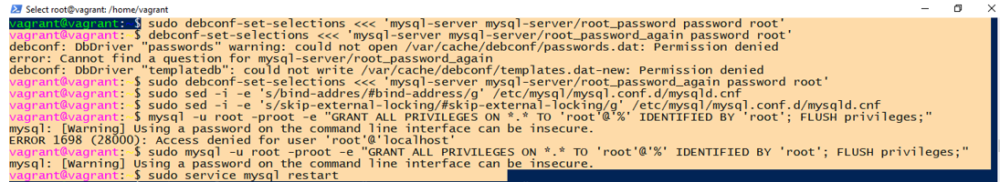 Select root@vagrant: /home/vagrant
vagrant@vagrant: $ sudo debconf-set-selections <<< 'mysql-server mysql-server/root_password password root'
vagrant@vagrant: $ debconf-set-selections <<< 'mysql-server mysql-server/root_password_again password root'
debconf: DbDriver "passwords" warning: could not open /var/cache/debconf/passwords.dat: Permission denied
error: Cannot find a question for mysql-server/root_password_again
debconf: DbDriver "templatedb": could not write /var/cache/debconf/templates.dat-new: Permission denied
vagrant@vagrant: $ sudo debconf-set-selections <<< 'mysql-server mysql-server/root_password_again password root'
vagrant@vagrant: $ sudo sed -i -e 's/bind-addres/#bind-address/g' /etc/mysql/mysql.conf.d/mysqld.cnf
vagrant@vagrant: $ sudo sed -i -e 's/skip-external-locking/#skip-external-locking/g' /etc/mysql/mysql.conf.d/mysqld.cnf
vagrant@vagrant: $ mysql -u root -proot -e "GRANT ALL PRIVILEGES ON *.* TO 'root'@'%' IDENTIFIED BY 'root'; FLUSH privileges;"
mysql: [Warning] Using a password on the command line interface can be insecure.
ERROR 1698 (28000): Access denied for user 'root'@'localhost'
vagrant@vagrant: $ sudo mysql -u root -proot -e "GRANT ALL PRIVILEGES ON *.* TO 'root'@'%' IDENTIFIED BY 'root'; FLUSH privileges;"
mysql: [Warning] Using a password on the command line interface can be insecure.
vagrant@vagrant: $ sudo service mysql restart